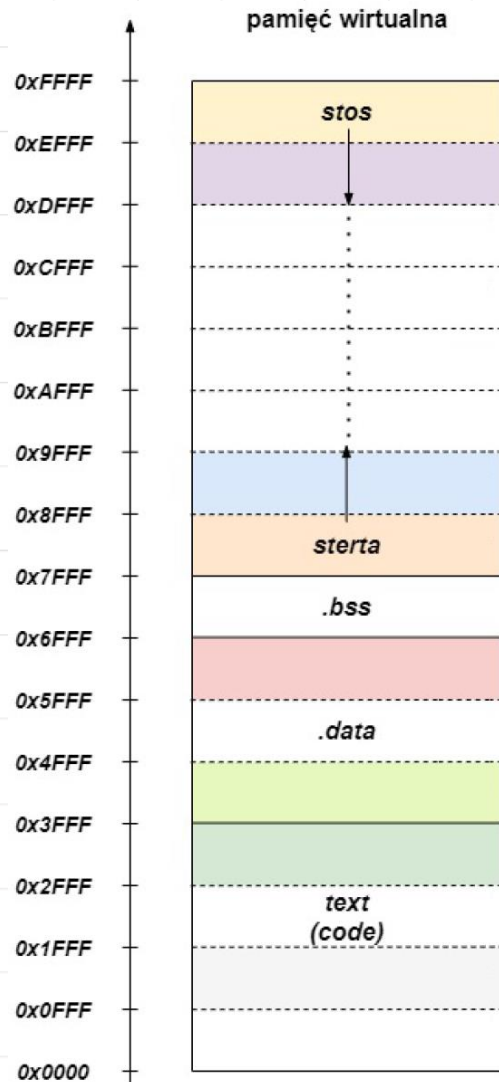 pamięć wirtualna
0xFFFF
stos
0xEFFF
0xDFFF
0xCFFF
0xBFFF
0xAFFF
0x9FFF
0x8FFF
sterta
0x7FFF
.bss
0x6FFF
0x5FFF
.data
0x4FFF
0x3FFF
0x2FFF
text
(code)
0x1FFF
0x0FFF
0x0000